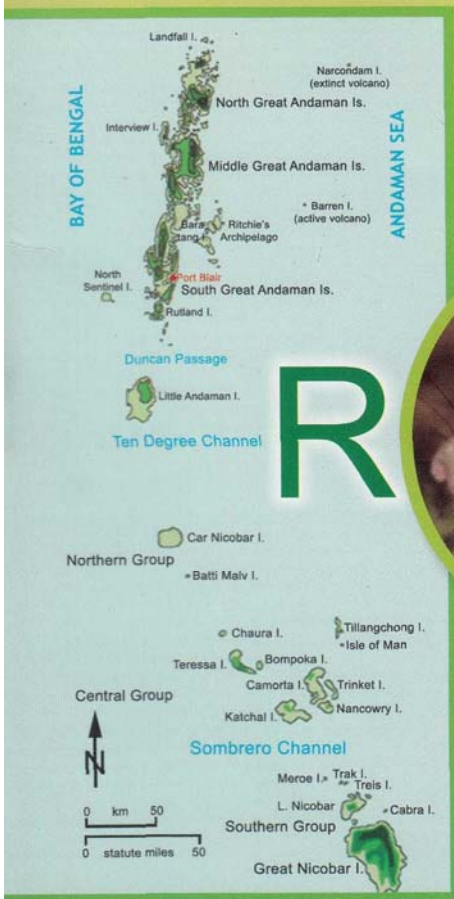 Landfall I.
Narcondam I.
(extinct volcano)
North Great Andaman Is.
Interview I.
BAY OF BENGAL
ANDAMAN SEA
Middle Great Andaman Is.
Barren I.
(active volcano)
Bara
tang I.
Ritchie's
Archipelago
North
Sentinel I.
Port Blair
South Great Andaman Is.
Rutland I.
Duncan Passage
Little Andaman I.
Ten Degree Channel
R
Car Nicobar I.
Northern Group
Batti Malv I.
Chaura I.
Tillangchong I.
Isle of Man
Teressa I.
Bompoka I.
Camorta I.
Trinket I.
Central Group
Katchal I.
Nancowry I.
N
Sombrero Channel
Meroe I.
Trak I.
Treis I.
L. Nicobar
Cabra I.
0 km 50
Southern Group
0 statute miles 50
Great Nicobar I.